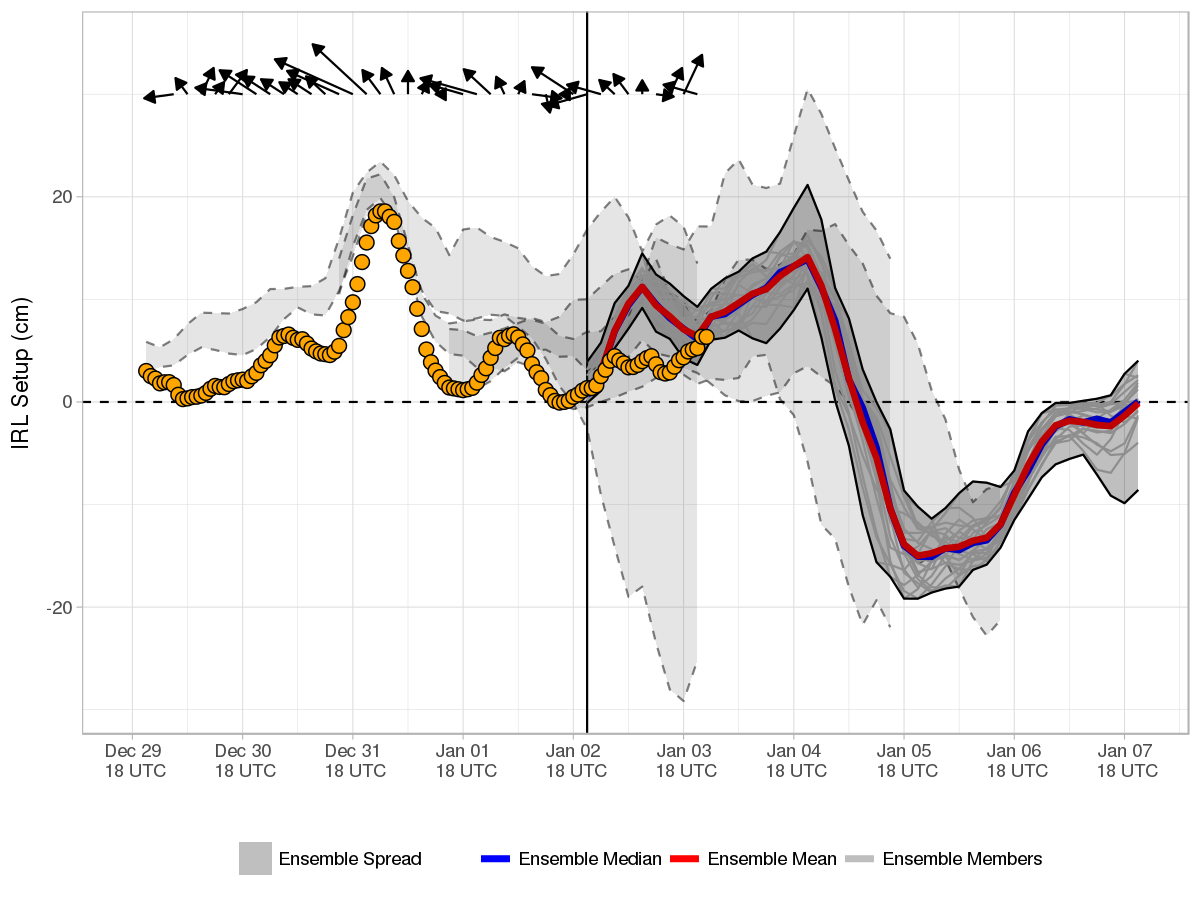 IRL Setup (cm)
20
0
-20
Dec 29 Dec 30 Dec 31 Jan 01 Jan 02 Jan 03 Jan 04 Jan 05 Jan 06 Jan 07
18 UTC 18 UTC 18 UTC 18 UTC 18 UTC 18 UTC 18 UTC 18 UTC 18 UTC 18 UTC
Ensemble Spread Ensemble Median Ensemble Mean Ensemble Members